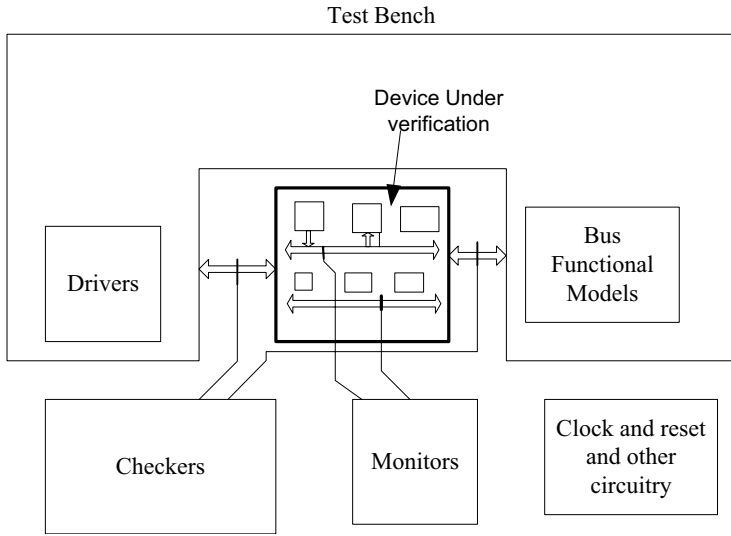 Test Bench
Device Under
verification
Drivers
Bus
Functional
Models
Checkers
Monitors
Clock and reset
and other
circuitry